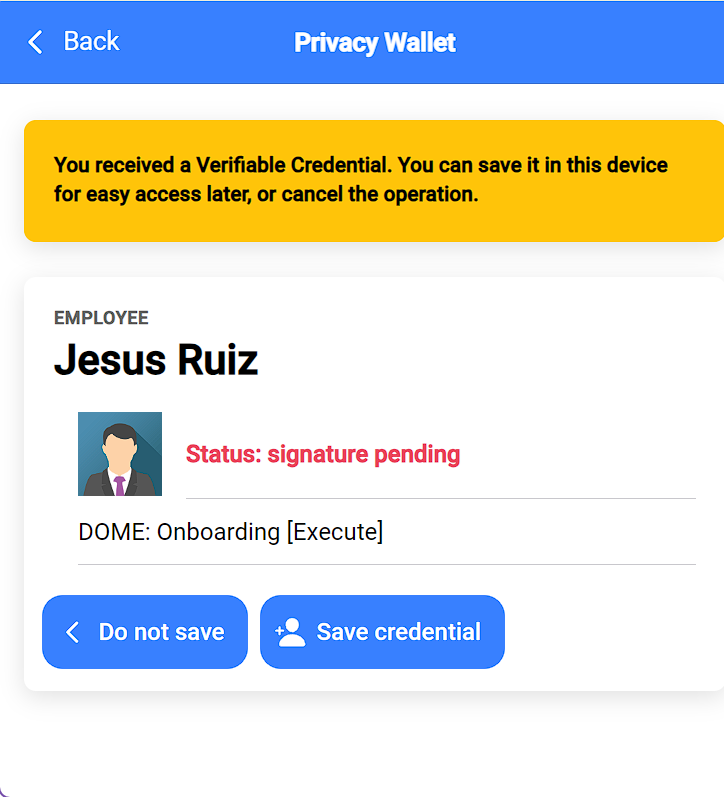 Back
Privacy Wallet
You received a Verifiable Credential. You can save it in this device
for easy access later, or cancel the operation.
EMPLOYEE
Jesus Ruiz
Status: signature pending
DOME: Onboarding [Execute]
Do not save
Save credential